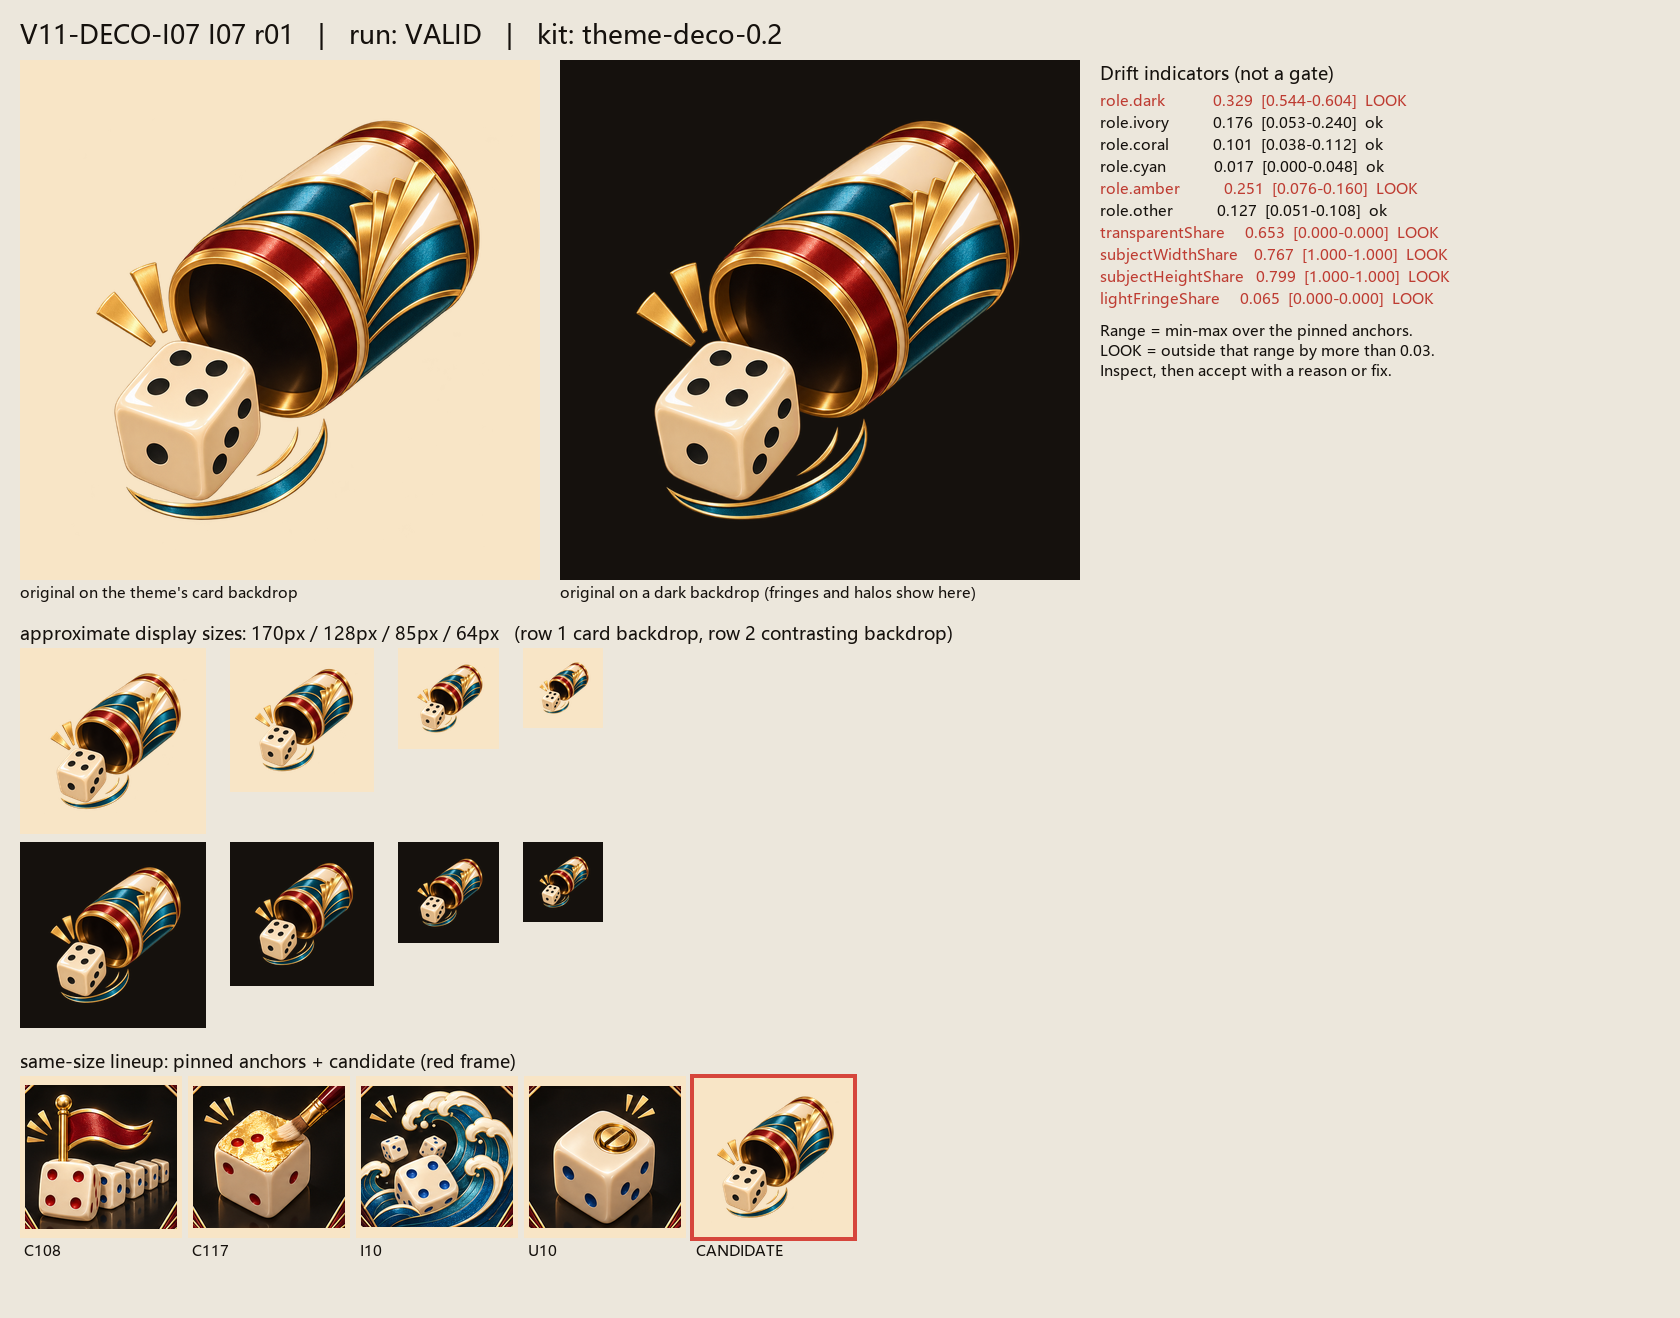 V11-DECO-I07 I07 r01 | run: VALID | kit: theme-deco-0.2
Drift indicators (not a gate)
role.dark 0.329 [0.544-0.604] LOOK
role.ivory 0.176 [0.053-0.240] ok
role.coral 0.101 [0.038-0.112] ok
role.cyan 0.017 [0.000-0.048] ok
role.amber 0.251 [0.076-0.160] LOOK
role.other 0.127 [0.051-0.108] ok
transparentShare 0.653 [0.000-0.000] LOOK
subjectWidthShare 0.767 [1.000-1.000] LOOK
subjectHeightShare 0.799 [1.000-1.000] LOOK
lightFringeShare 0.065 [0.000-0.000] LOOK
Range = min-max over the pinned anchors.
LOOK = outside that range by more than 0.03.
Inspect, then accept with a reason or fix.
original on the theme's card backdrop
original on a dark backdrop (fringes and halos show here)
approximate display sizes: 170px / 128px / 85px / 64px (row 1 card backdrop, row 2 contrasting backdrop)
same-size lineup: pinned anchors + candidate (red frame)
C108
C117
I10
U10
CANDIDATE